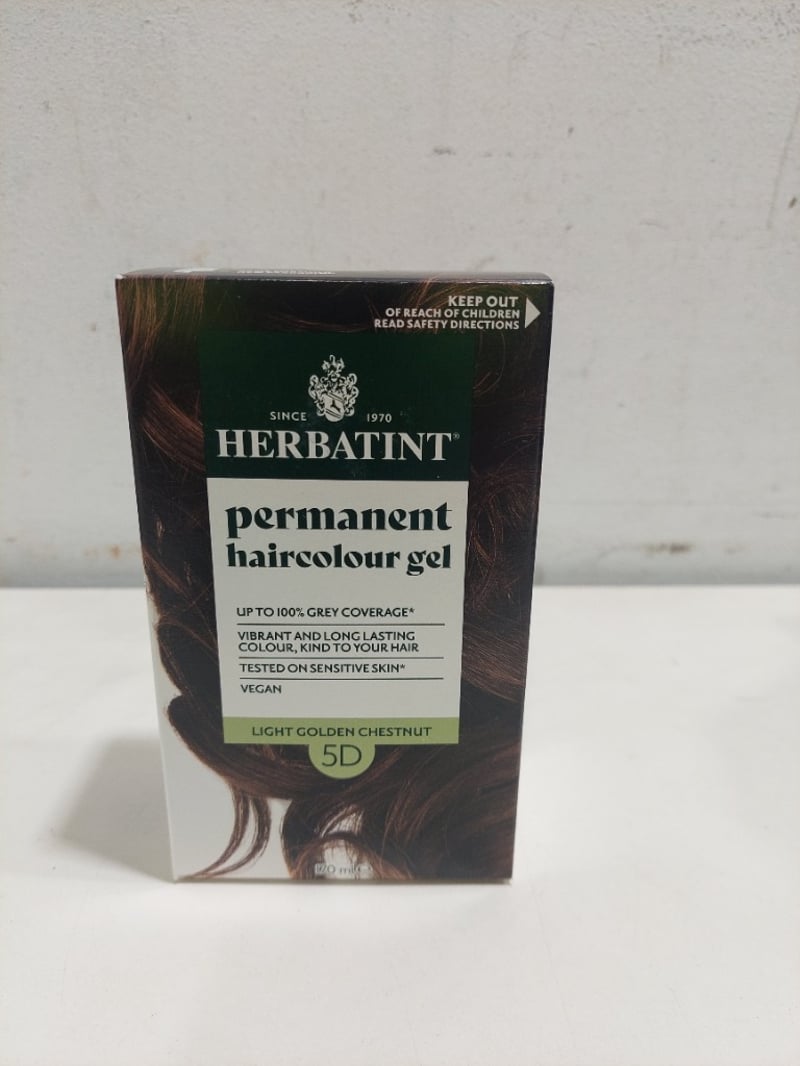 KEEP OUT
OF REACH OF CHILDREN
READ SAFETY DIRECTIONS
SINCE 1970
HERBATINT®
permanent
haircolour gel
UP TO 100% GREY COVERAGE*
VIBRANT AND LONG LASTING
COLOUR, KIND TO YOUR HAIR
TESTED ON SENSITIVE SKIN*
VEGAN
LIGHT GOLDEN CHESTNUT
5D